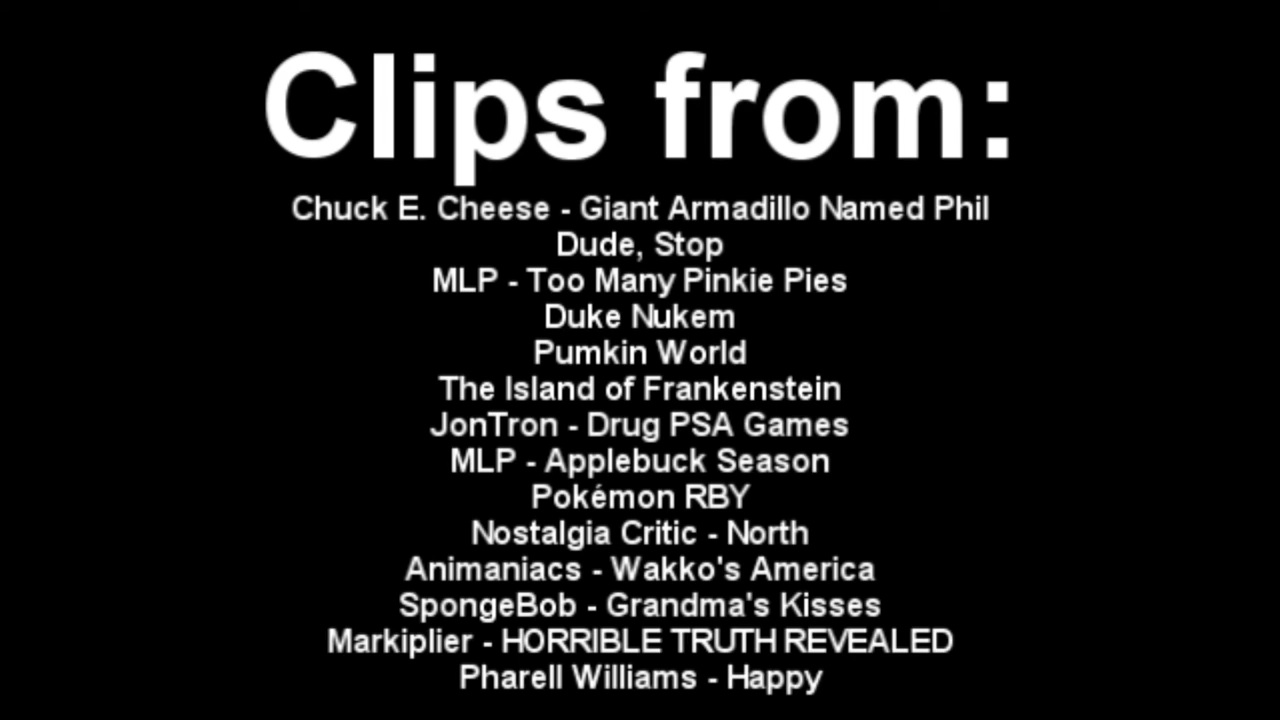 Clips from:
Chuck E. Cheese - Giant Armadillo Named Phil
Dude, Stop
MLP - Too Many Pinkie Pies
Duke Nukem
Pumkin World
The Island of Frankenstein
JonTron - Drug PSA Games
MLP - Applebuck Season
Pokémon RBY
Nostalgia Critic - North
Animaniacs - Wakko's America
SpongeBob - Grandma's Kisses
Markiplier - HORRIBLE TRUTH REVEALED
Pharell Williams - Happy